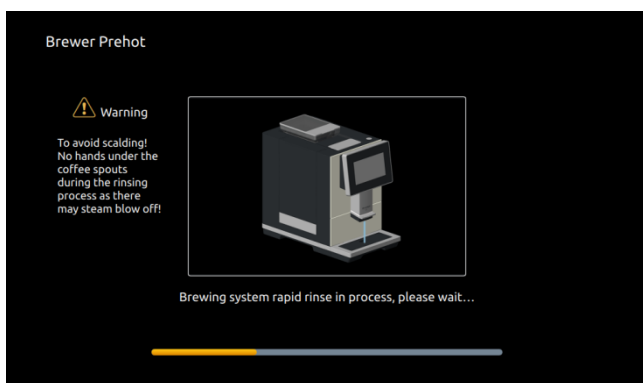 Brewer Prehot
Warning
To avoid scalding!
No hands under the
coffee spouts
during the rinsing
process as there
may steam blow off!
Brewing system rapid rinse in process, please wait...